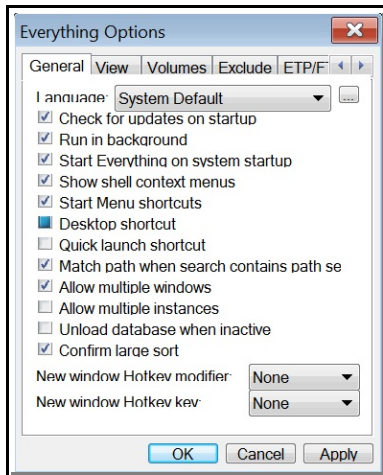 Everything Options
General View Volumes Exclude ETP/F
Language: System Default ...
Check for updates on startup
Run in background
Start Everything on system startup
Show shell context menus
Start Menu shortcuts
Desktop shortcut
Quick launch shortcut
Match path when search contains path se
Allow multiple windows
Allow multiple instances
Unload database when inactive
Confirm large sort
New window Hotkey modifier: None
New window Hotkey key: None
OK Cancel Apply